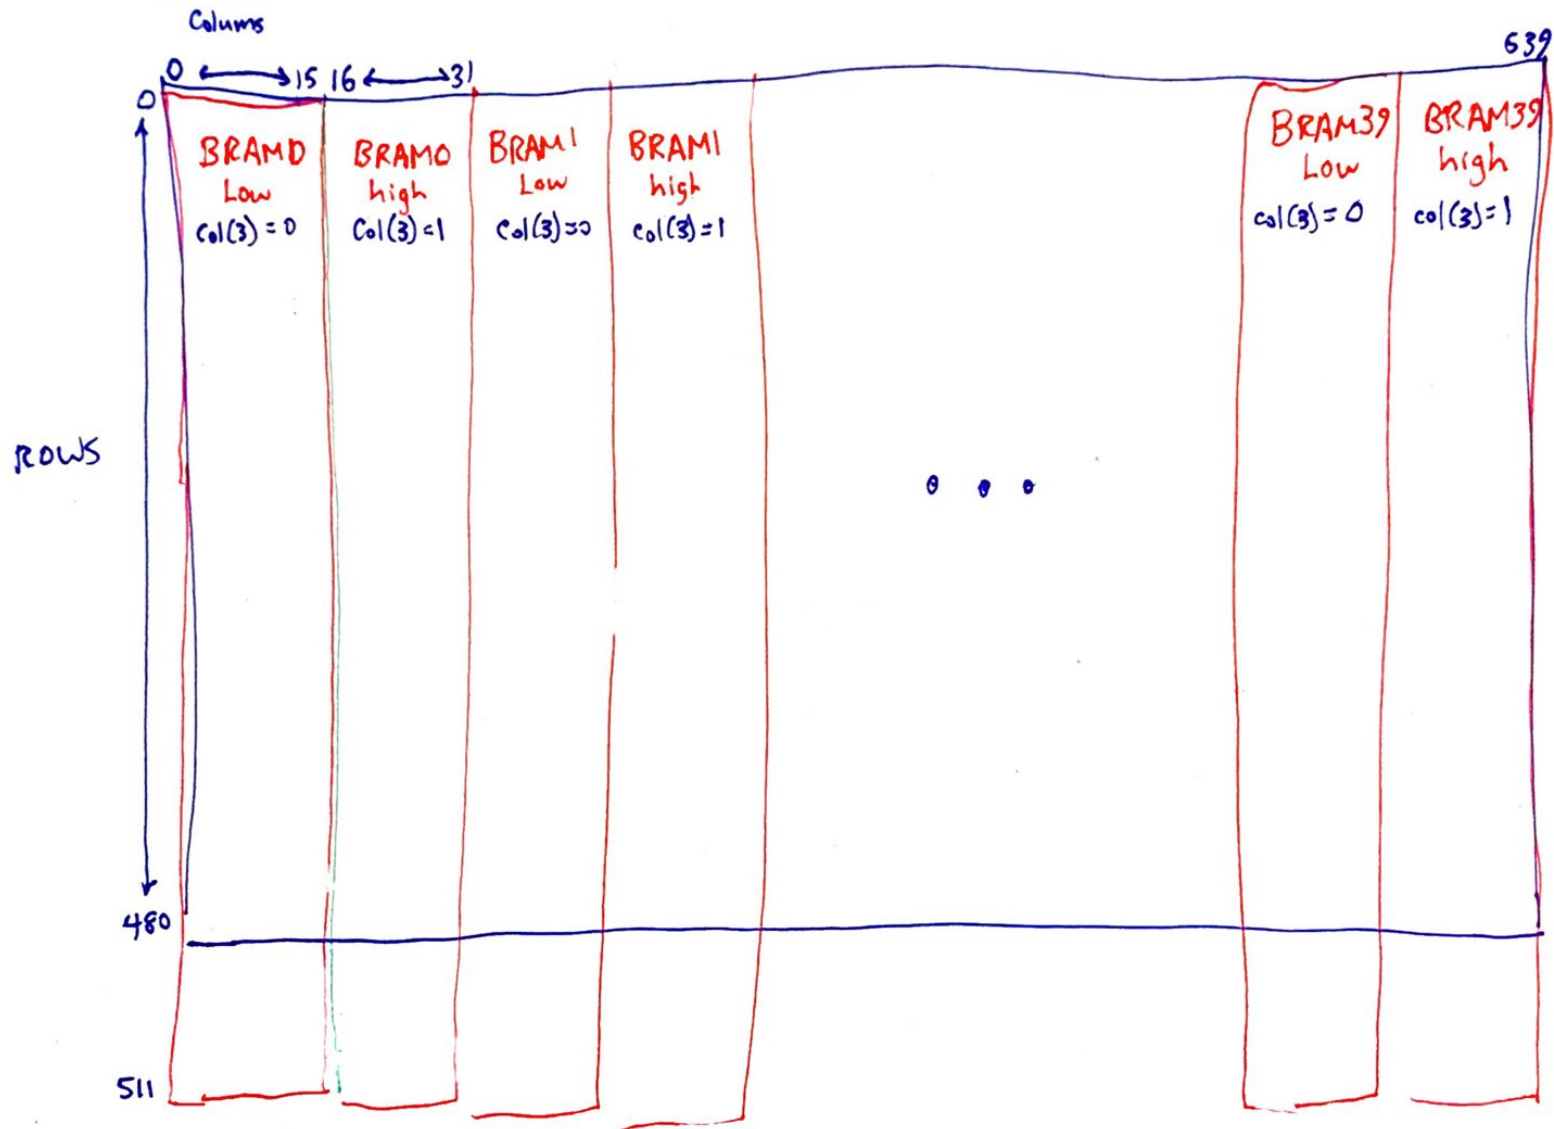 Colums
0 15 16 31 639
0
BRAM0 BRAM0 BRAM1 BRAM1 BRAM39 BRAM39
Low high Low high Low high
Col(3)=0 Col(3)=1 Col(3)=0 Col(3)=1 Col(3)=0 Col(3)=1
ROWS
480
511